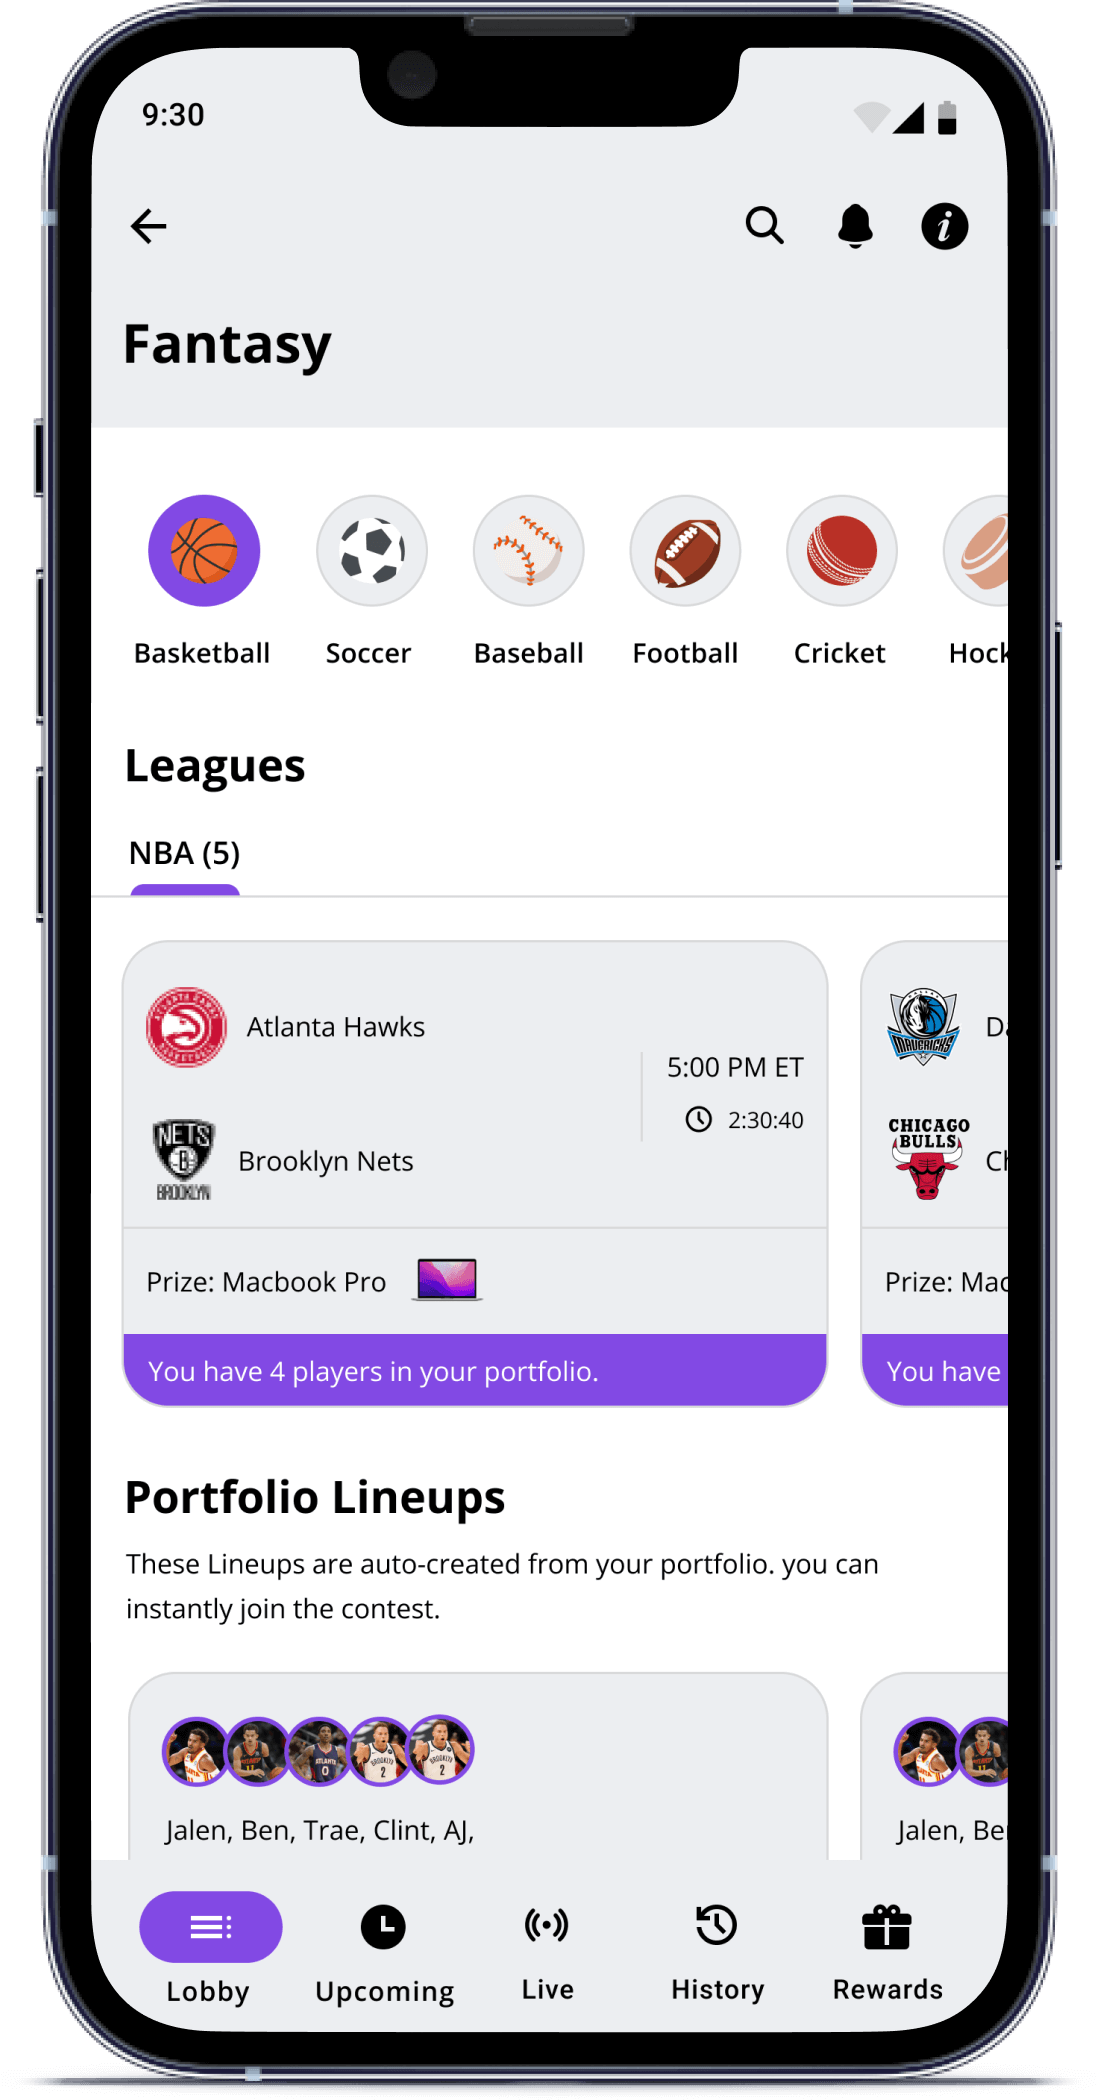 9:30
Fantasy
Basketball Soccer Baseball Football Cricket Hock
Leagues
NBA (5)
Atlanta Hawks
5:00 PM ET
2:30:40
NETS
B
BROOKLYN
Brooklyn Nets
MAVERICKS
CHICAGO
BULLS
Prize: Macbook Pro
Prize: Mac
You have 4 players in your portfolio.
You have
Portfolio Lineups
These Lineups are auto-created from your portfolio. you can
instantly join the contest.
Jalen, Ben, Trae, Clint, AJ,
Jalen, Be
Lobby Upcoming Live History Rewards